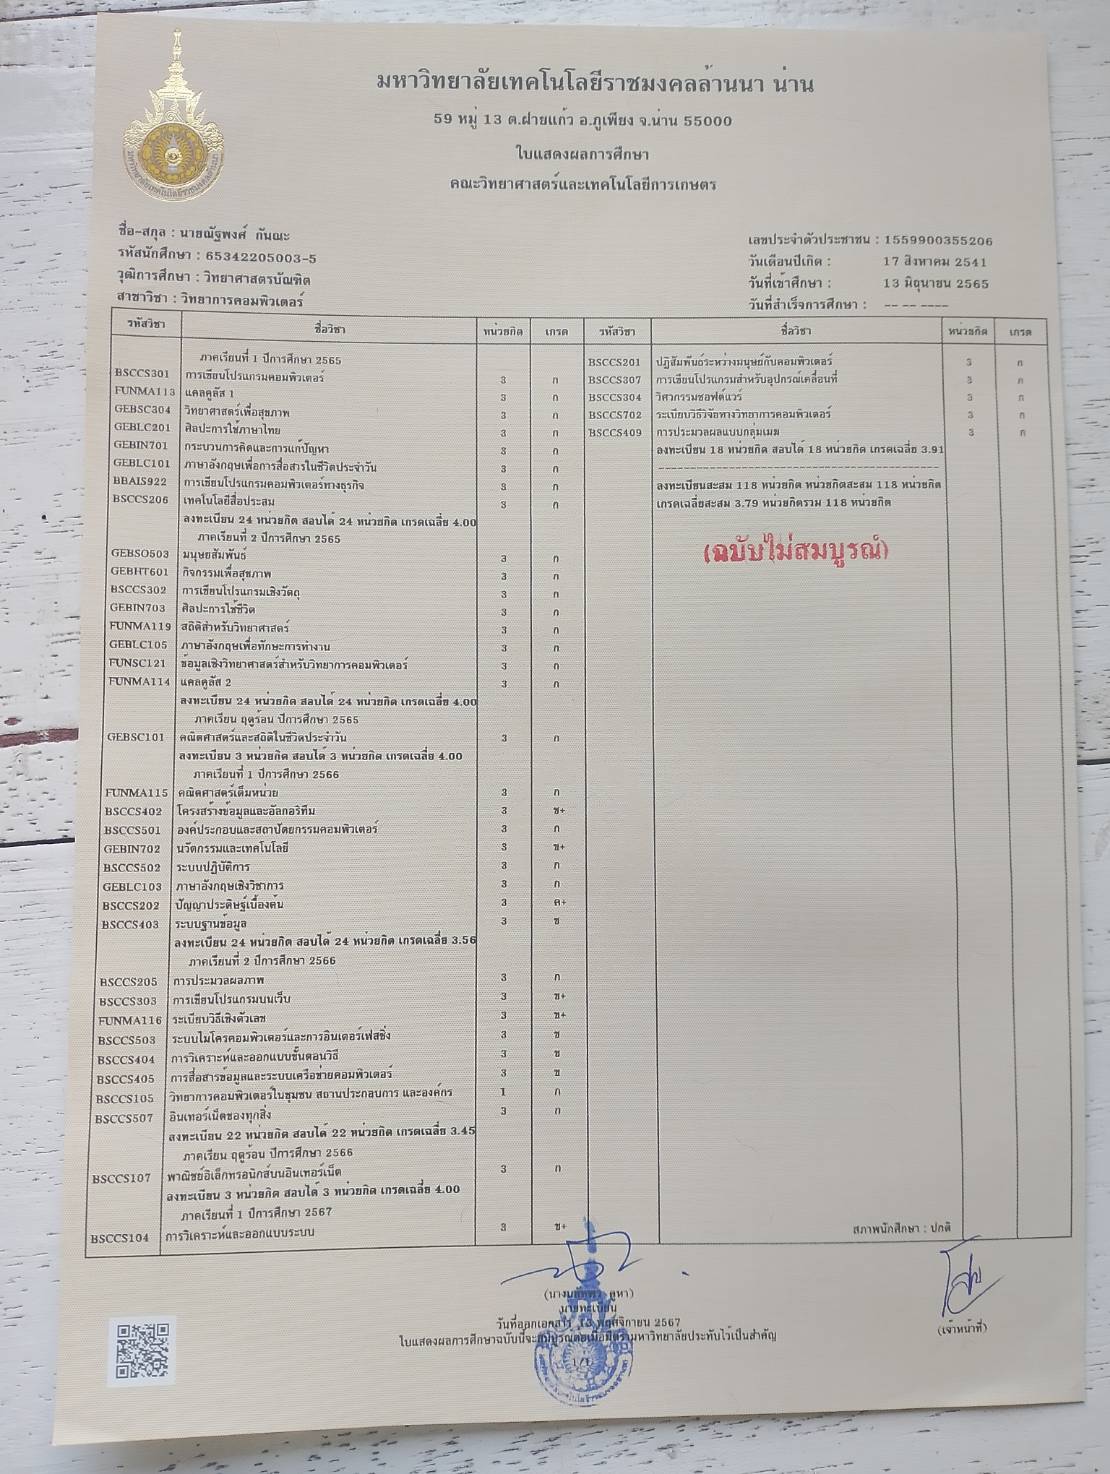 มหาวิทยาลัยเทคโนโลยีราชมงคลล้านนา น่าน
59 หมู่ 13 ต.ฝายแก้ว อ.ภูเพียง จ.น่าน 55000
ใบแสดงผลการศึกษา
คณะวิทยาศาสตร์และเทคโนโลยีการเกษตร
ชื่อ-สกุล : นายณัฐพงศ์ กันณะ
รหัสนักศึกษา : 65342205003-5
วุฒิการศึกษา : วิทยาศาสตรบัณฑิต
สาขาวิชา : วิทยาการคอมพิวเตอร์
เลขประจำตัวประชาชน : 1559900355206
วันเดือนปีเกิด : 17 สิงหาคม 2541
วันที่เข้าศึกษา : 13 มิถุนายน 2565
วันที่สำเร็จการศึกษา : -- -- ----
รหัสวิชา ชื่อวิชา หน่วยกิต เกรด รหัสวิชา ชื่อวิชา หน่วยกิต เกรด
ภาคเรียนที่ 1 ปีการศึกษา 2565
BSCCS301 การเขียนโปรแกรมคอมพิวเตอร์ 3 ก
FUNMA113 แคลคูลัส 1 3 ก
GEBSC304 วิทยาศาสตร์เพื่อสุขภาพ 3 ก
GEBLC201 ศิลปะการใช้ภาษาไทย 3 ก
GEBIN701 กระบวนการคิดและการแก้ปัญหา 3 ก
GEBLC101 ภาษาอังกฤษเพื่อการสื่อสารในชีวิตประจำวัน 3 ก
BBAIS922 การเขียนโปรแกรมคอมพิวเตอร์ทางธุรกิจ 3 ก
BSCCS206 เทคโนโลยีสื่อประสม 3 ก
ลงทะเบียน 24 หน่วยกิต สอบได้ 24 หน่วยกิต เกรดเฉลี่ย 4.00
ภาคเรียนที่ 2 ปีการศึกษา 2565
GEBSO503 มนุษยสัมพันธ์ 3 ก
GEBHT601 กิจกรรมเพื่อสุขภาพ 3 ก
BSCCS302 การเขียนโปรแกรมเชิงวัตถุ 3 ก
GEBIN703 ศิลปะการใช้ชีวิต 3 ก
FUNMA119 สถิติสำหรับวิทยาศาสตร์ 3 ก
GEBLC105 ภาษาอังกฤษเพื่อทักษะการทำงาน 3 ก
FUNSC121 ข้อมูลเชิงวิทยาศาสตร์สำหรับวิทยาการคอมพิวเตอร์ 3 ก
FUNMA114 แคลคูลัส 2 3 ก
ลงทะเบียน 24 หน่วยกิต สอบได้ 24 หน่วยกิต เกรดเฉลี่ย 4.00
ภาคเรียน ฤดูร้อน ปีการศึกษา 2565
GEBSC101 คณิตศาสตร์และสถิติในชีวิตประจำวัน 3 ก
ลงทะเบียน 3 หน่วยกิต สอบได้ 3 หน่วยกิต เกรดเฉลี่ย 4.00
ภาคเรียนที่ 1 ปีการศึกษา 2566
FUNMA115 คณิตศาสตร์เต็มหน่วย 3 ก
BSCCS402 โครงสร้างข้อมูลและอัลกอริทึม 3 ข+
BSCCS501 องค์ประกอบและสถาปัตยกรรมคอมพิวเตอร์ 3 ก
GEBIN702 นวัตกรรมและเทคโนโลยี 3 ข+
BSCCS502 ระบบปฏิบัติการ 3 ก
GEBLC103 ภาษาอังกฤษเชิงวิชาการ 3 ก
BSCCS202 ปัญญาประดิษฐ์เบื้องต้น 3 ค+
BSCCS403 ระบบฐานข้อมูล 3 ข
ลงทะเบียน 24 หน่วยกิต สอบได้ 24 หน่วยกิต เกรดเฉลี่ย 3.56
ภาคเรียนที่ 2 ปีการศึกษา 2566
BSCCS205 การประมวลผลภาพ 3 ก
BSCCS303 การเขียนโปรแกรมบนเว็บ 3 ข+
FUNMA116 ระเบียบวิธีเชิงตัวเลข 3 ข+
BSCCS503 ระบบไมโครคอมพิวเตอร์และการอินเตอร์เฟสซิ่ง 3 ข
BSCCS404 การวิเคราะห์และออกแบบขั้นตอนวิธี 3 ข
BSCCS405 การสื่อสารข้อมูลและระบบเครือข่ายคอมพิวเตอร์ 3 ข
BSCCS105 วิทยาการคอมพิวเตอร์ในชุมชน สถานประกอบการ และองค์กร 1 ก
BSCCS507 อินเทอร์เน็ตของทุกสิ่ง 3 ก
ลงทะเบียน 22 หน่วยกิต สอบได้ 22 หน่วยกิต เกรดเฉลี่ย 3.45
ภาคเรียน ฤดูร้อน ปีการศึกษา 2566
BSCCS107 พาณิชย์อิเล็กทรอนิกส์บนอินเทอร์เน็ต 3 ก
ลงทะเบียน 3 หน่วยกิต สอบได้ 3 หน่วยกิต เกรดเฉลี่ย 4.00
ภาคเรียนที่ 1 ปีการศึกษา 2567
BSCCS104 การวิเคราะห์และออกแบบระบบ 3 ข+
BSCCS201 ปฏิสัมพันธ์ระหว่างมนุษย์กับคอมพิวเตอร์ 3 ก
BSCCS307 การเขียนโปรแกรมสำหรับอุปกรณ์เคลื่อนที่ 3 ก
BSCCS304 วิศวกรรมซอฟต์แวร์ 3 ก
BSCCS702 ระเบียบวิธีวิจัยทางวิทยาการคอมพิวเตอร์ 3 ก
BSCCS409 การประมวลผลแบบกลุ่มเมฆ 3 ก
ลงทะเบียน 18 หน่วยกิต สอบได้ 18 หน่วยกิต เกรดเฉลี่ย 3.91
ลงทะเบียนสะสม 118 หน่วยกิต หน่วยกิตสะสม 118 หน่วยกิต
เกรดเฉลี่ยสะสม 3.79 หน่วยกิตรวม 118 หน่วยกิต
(ฉบับไม่สมบูรณ์)
สภาพนักศึกษา : ปกติ
นายทะเบียน
วันที่ออกเอกสาร 13 พฤศจิกายน 2567
ใบแสดงผลการศึกษาฉบับนี้จะสมบูรณ์ต่อเมื่อมีตรามหาวิทยาลัยประทับไว้เป็นสำคัญ
1/1
(เจ้าหน้าที่)